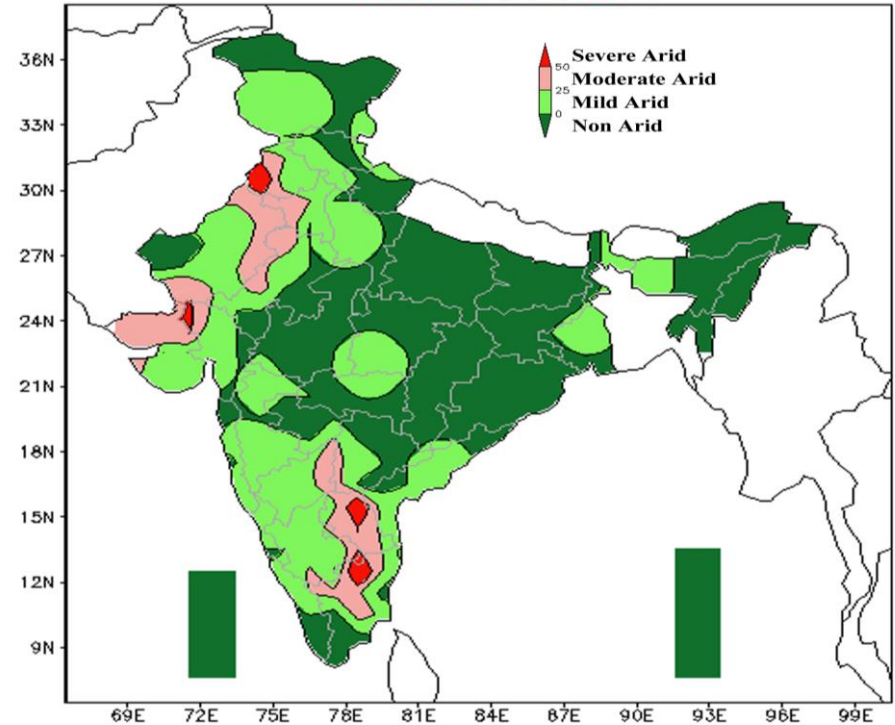 36N
33N
30N
27N
24N
21N
18N
15N
12N
9N
Severe Arid
50
Moderate Arid
25
Mild Arid
0
Non Arid
69E 72E 75E 78E 81E 84E 87E 90E 93E 96E 99E